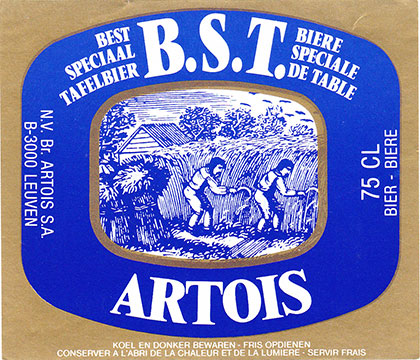 BEST
SPECIAAL
TAFELBIER
B.S.T.
BIERE
SPECIALE
DE TABLE
N.V. Br. ARTOIS S.A.
B-3000 LEUVEN
75 CL
BIER - BIERE
ARTOIS
KOEL EN DONKER BEWAREN - FRIS OPDIENEN
CONSERVER A L'ABRI DE LA CHALEUR ET DE LA LUMIERE - SERVIR FRAIS